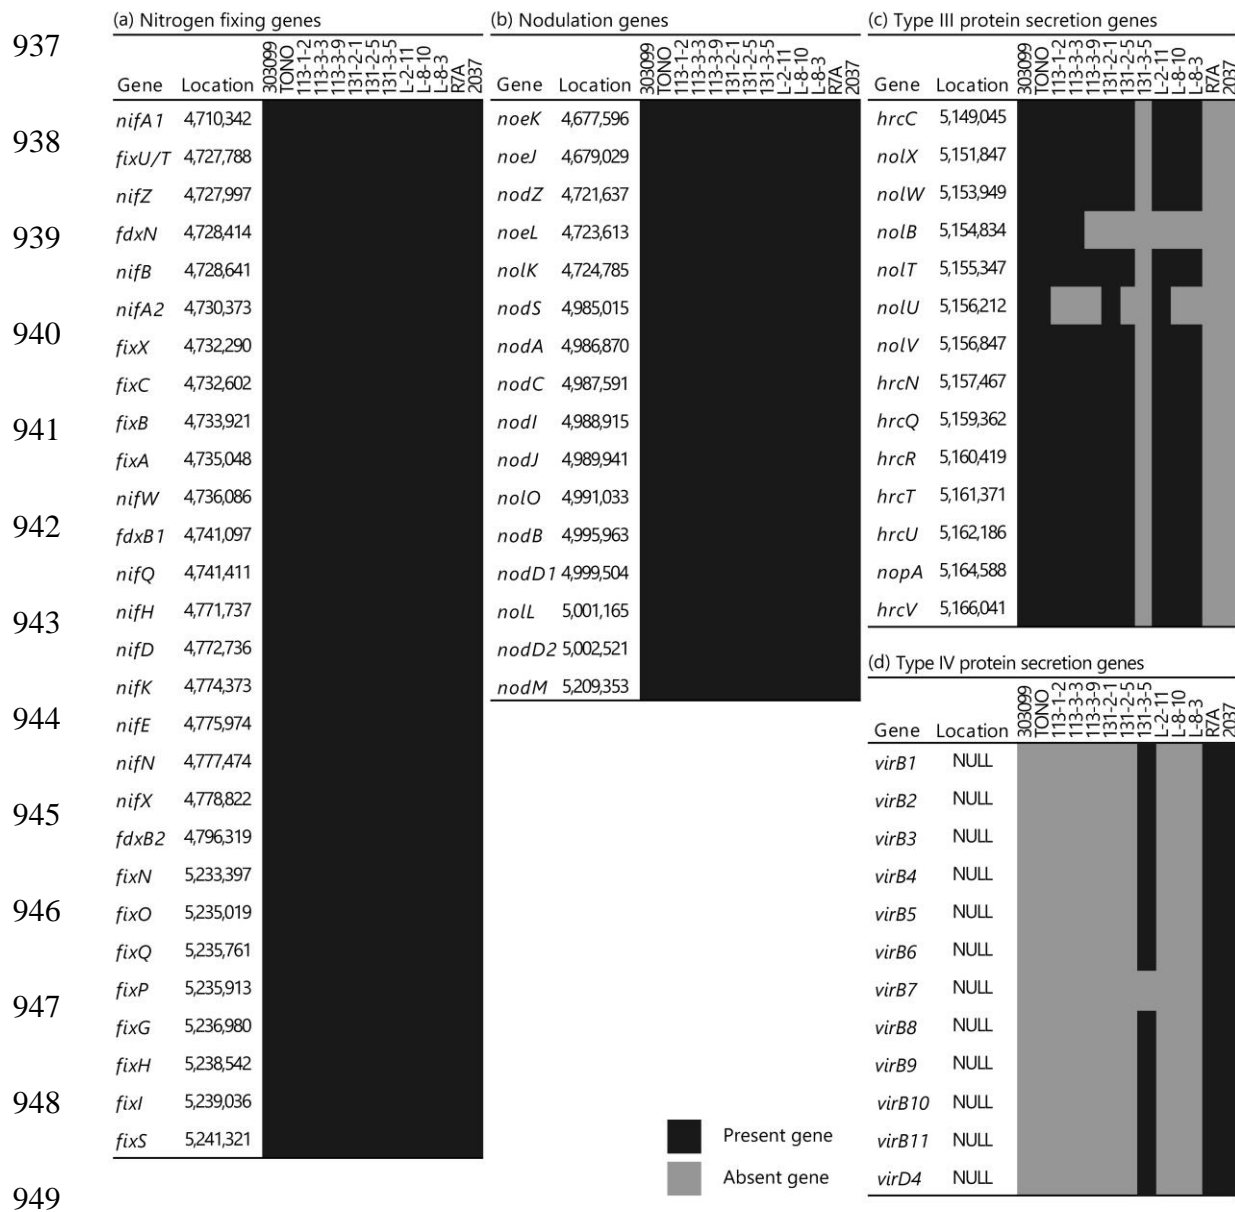 937
938
939
940
941
942
943
944
945
946
947
948
949
(a) Nitrogen fixing genes
Gene Location 303099 TONO 113-1-2 113-3-3 113-3-9 131-2-1 131-2-5 131-3-5 L-2-11 L-8-10 L-8-3 R7A 2037
nifA1 4,710,342
fixU/T 4,727,788
nifZ 4,727,997
fdxN 4,728,414
nifB 4,728,641
nifA2 4,730,373
fixX 4,732,290
fixC 4,732,602
fixB 4,733,921
fixA 4,735,048
nifW 4,736,086
fdxB1 4,741,097
nifQ 4,741,411
nifH 4,771,737
nifD 4,772,736
nifK 4,774,373
nifE 4,775,974
nifN 4,777,474
nifX 4,778,822
fdxB2 4,796,319
fixN 5,233,397
fixO 5,235,019
fixQ 5,235,761
fixP 5,235,913
fixG 5,236,980
fixH 5,238,542
fixI 5,239,036
fixS 5,241,321
(b) Nodulation genes
Gene Location 303099 TONO 113-1-2 113-3-3 113-3-9 131-2-1 131-2-5 131-3-5 L-2-11 L-8-10 L-8-3 R7A 2037
noeK 4,677,596
noeJ 4,679,029
nodZ 4,721,637
noeL 4,723,613
nolK 4,724,785
nodS 4,985,015
nodA 4,986,870
nodC 4,987,591
nodI 4,988,915
nodJ 4,989,941
nolO 4,991,033
nodB 4,995,963
nodD1 4,999,504
nolL 5,001,165
nodD2 5,002,521
nodM 5,209,353
(c) Type III protein secretion genes
Gene Location 303099 TONO 113-1-2 113-3-3 113-3-9 131-2-1 131-2-5 131-3-5 L-2-11 L-8-10 L-8-3 R7A 2037
hrcC 5,149,045
nolX 5,151,847
nolW 5,153,949
nolB 5,154,834
nolT 5,155,347
nolU 5,156,212
nolV 5,156,847
hrcN 5,157,467
hrcQ 5,159,362
hrcR 5,160,419
hrcT 5,161,371
hrcU 5,162,186
nopA 5,164,588
hrcV 5,166,041
(d) Type IV protein secretion genes
Gene Location 303099 TONO 113-1-2 113-3-3 113-3-9 131-2-1 131-2-5 131-3-5 L-2-11 L-8-10 L-8-3 R7A 2037
virB1 NULL
virB2 NULL
virB3 NULL
virB4 NULL
virB5 NULL
virB6 NULL
virB7 NULL
virB8 NULL
virB9 NULL
virB10 NULL
virB11 NULL
virD4 NULL
Present gene
Absent gene